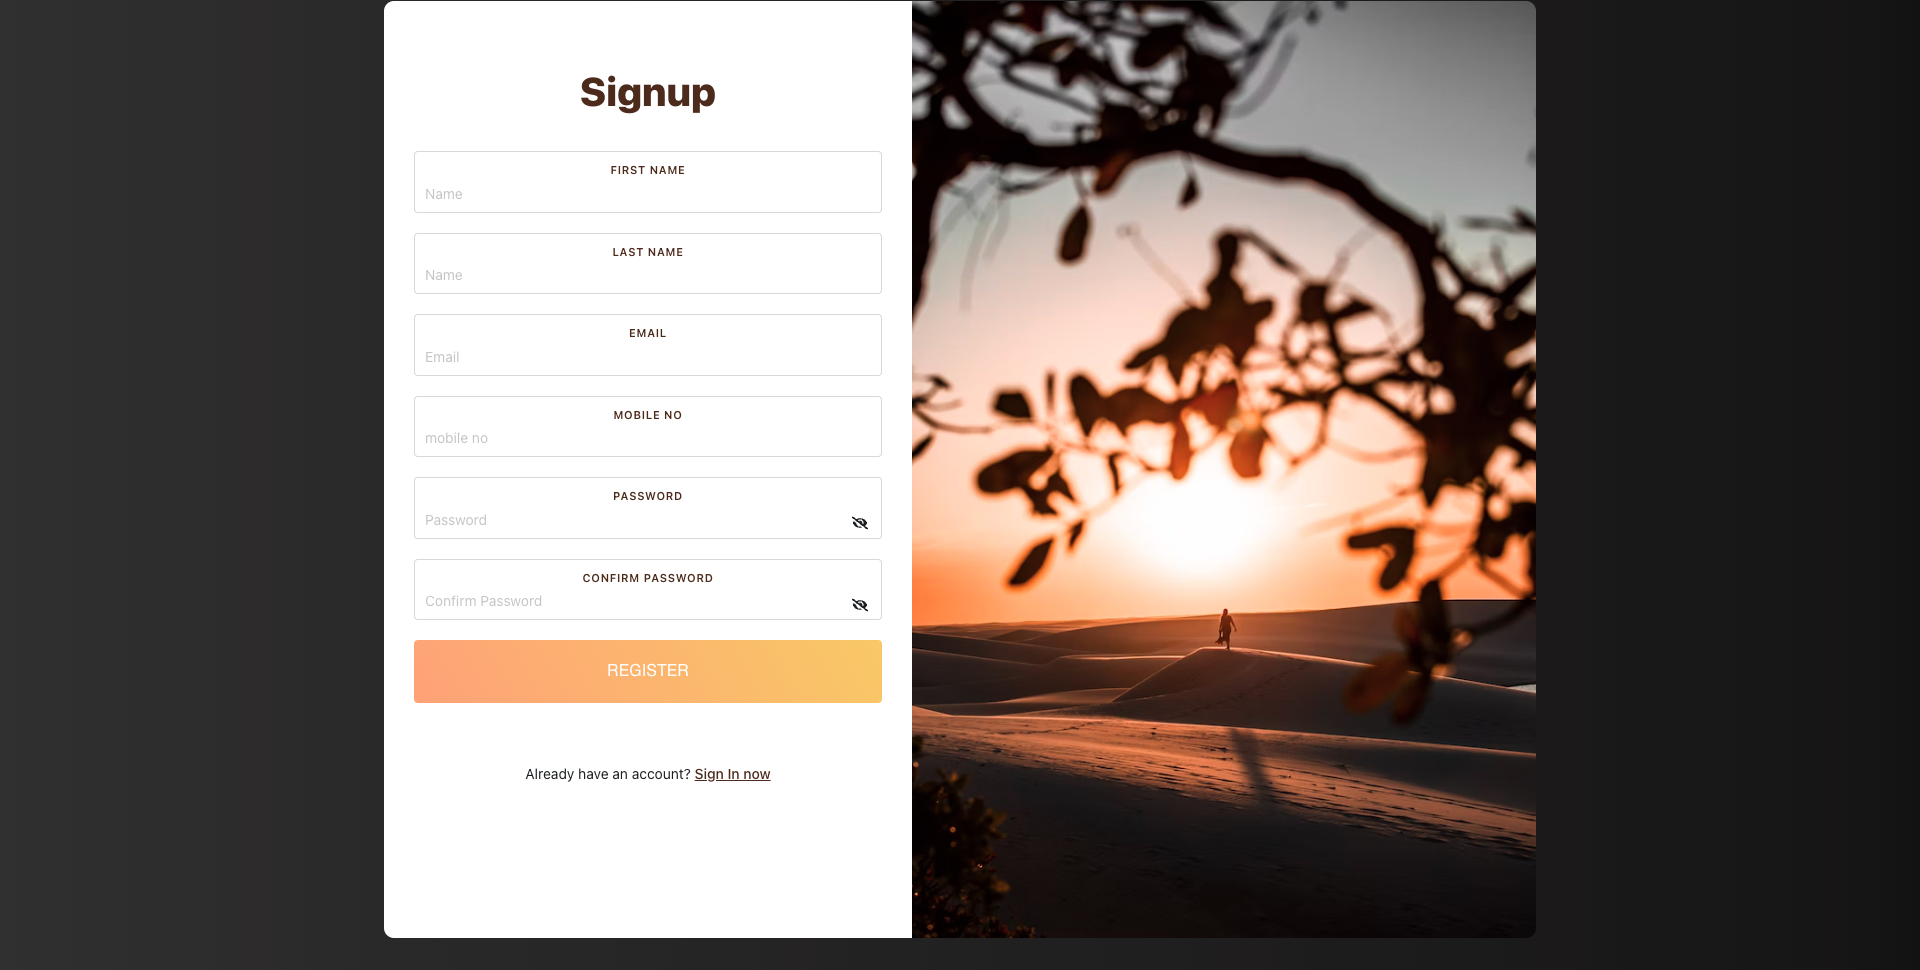 Signup
FIRST NAME
Name
LAST NAME
Name
EMAIL
Email
MOBILE NO
mobile no
PASSWORD
Password
CONFIRM PASSWORD
Confirm Password
REGISTER
Already have an account? Sign In now